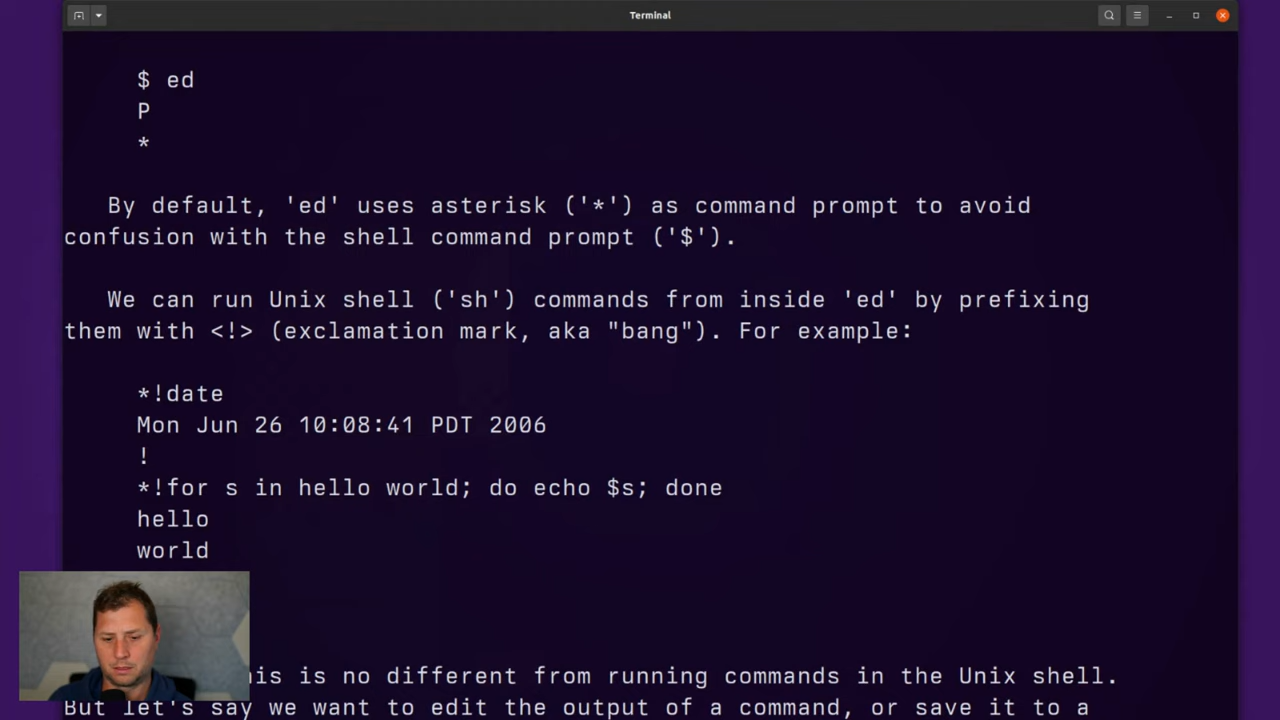 Terminal
$ ed
P
*
By default, 'ed' uses asterisk ('*') as command prompt to avoid
confusion with the shell command prompt ('$').
We can run Unix shell ('sh') commands from inside 'ed' by prefixing
them with <!> (exclamation mark, aka "bang"). For example:
*!date
Mon Jun 26 10:08:41 PDT 2006
!
*!for s in hello world; do echo $s; done
hello
world
is no different from running commands in the Unix shell.
But let's say we want to edit the output of a command, or save it to a